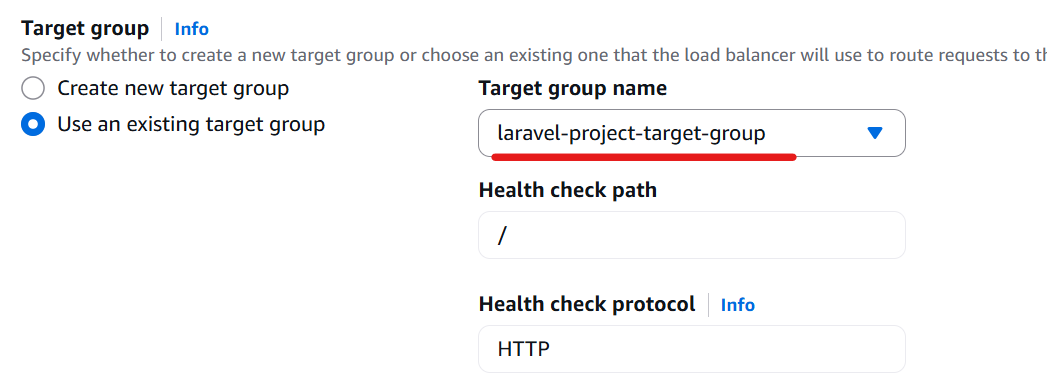 Target group Info
Specify whether to create a new target group or choose an existing one that the load balancer will use to route requests to
Create new target group
Use an existing target group
Target group name
laravel-project-target-group
Health check path
/
Health check protocol Info
HTTP